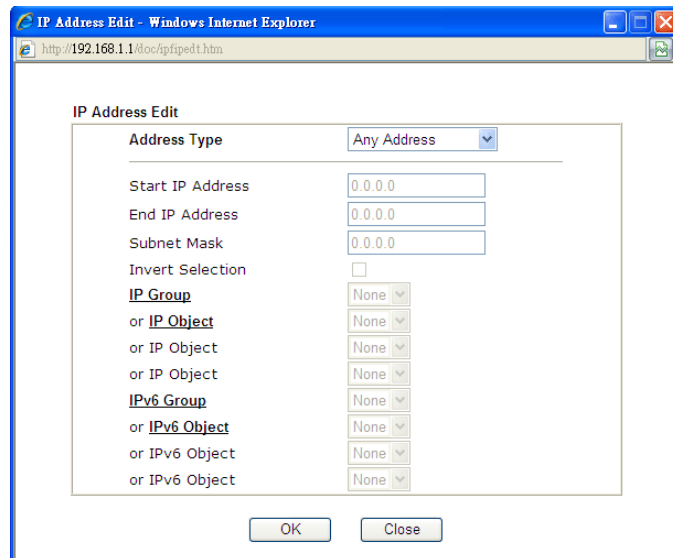 IP Address Edit - Windows Internet Explorer
http://192.168.1.1/doc/ipfipedt.htm
IP Address Edit
Address Type Any Address
Start IP Address 0.0.0.0
End IP Address 0.0.0.0
Subnet Mask 0.0.0.0
Invert Selection
IP Group None
or IP Object None
or IP Object None
or IP Object None
IPv6 Group None
or IPv6 Object None
or IPv6 Object None
or IPv6 Object None
OK Close